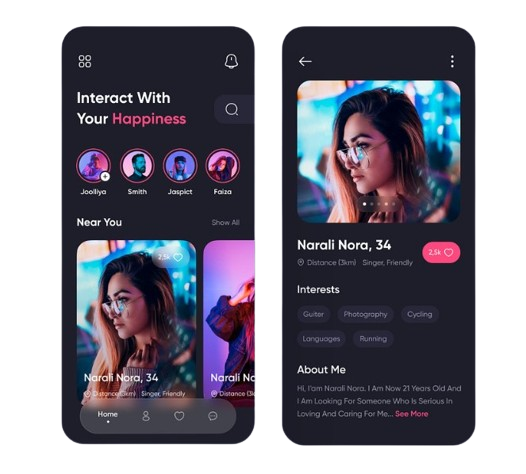 Interact With
Your Happiness
Joolliya
Smith
Jaspict
Faiza
Near You
Show All
2,5k
Narali Nora, 34
Distance (3km) Singer, Friendly
Narali No
Home
Narali Nora, 34
Distance (3km) Singer, Friendly
2,5k
Interests
Guiter
Photography
Cycling
Languages
Running
About Me
Hi, I'am Narali Nora, I Am Now 21 Years Old And
I Am Looking For Someone Who Is Serious In
Loving And Caring For Me... See More